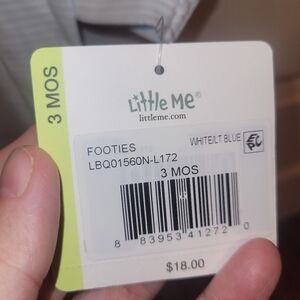 3 MOS
Little Me®
littleme.com
FOOTIES
WHITE/LT BLUE
LBQ01560N-L172
3 MOS
8 83953 41272 0
$18.00